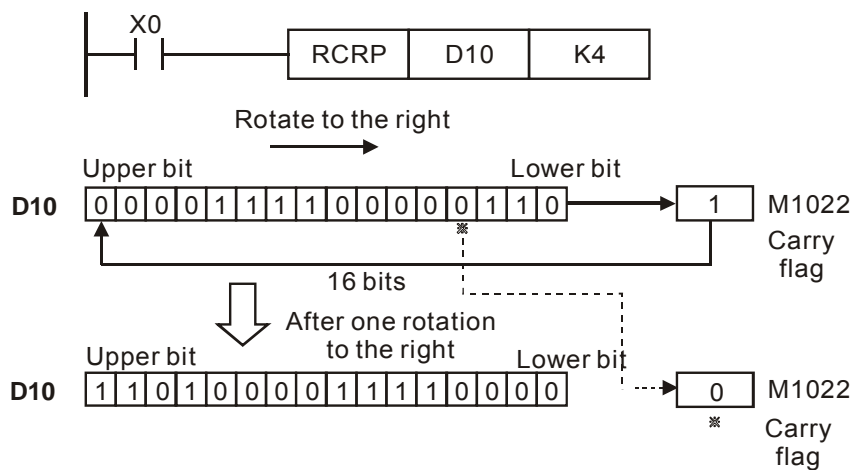 X0
RCRP D10 K4
Rotate to the right
Upper bit Lower bit
D10 0 0 0 0 1 1 1 1 0 0 0 0 0 1 1 0 1 M1022
※ Carry
flag
16 bits
After one rotation
to the right
Upper bit Lower bit
D10 1 1 0 1 0 0 0 0 1 1 1 1 0 0 0 0 0 M1022
※ Carry
flag